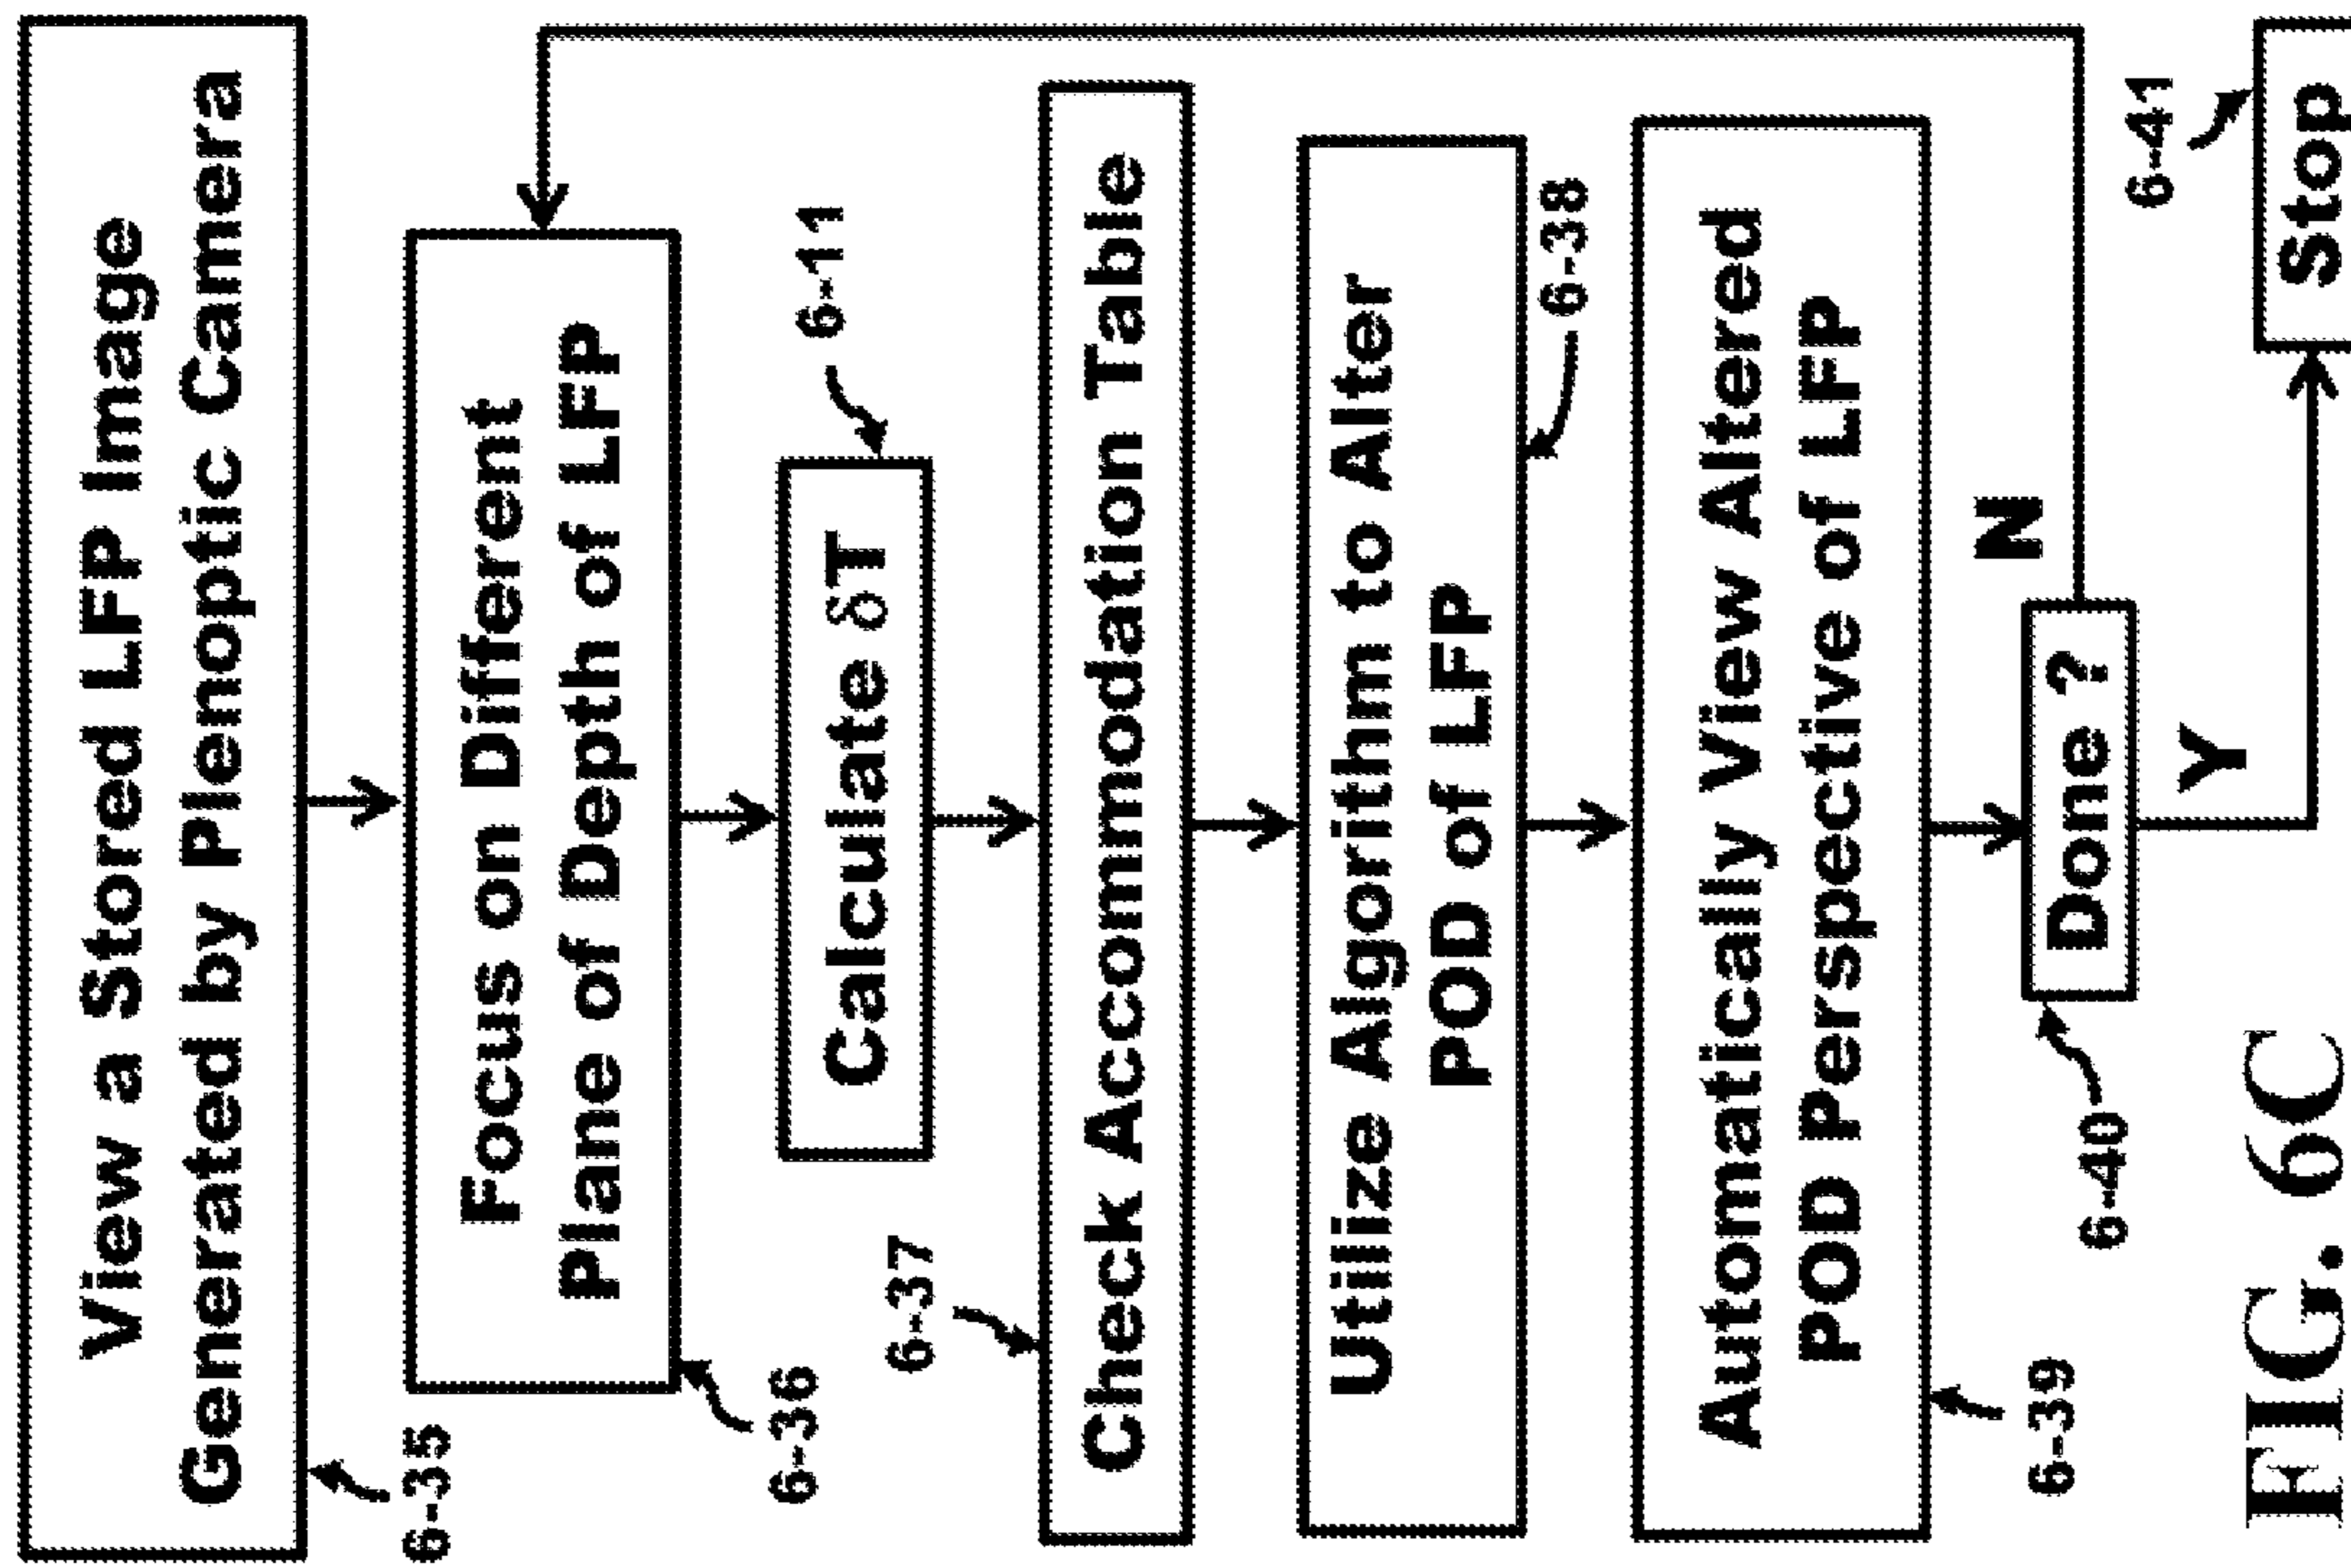 View a Stored LFP Image
Generated by Plenoptic Camera
6-35
Focus on Different
Plane of Depth of LFP
6-36
Calculate δT
6-11
6-37
Check Accommodation Table
Utilize Algorithm to Alter
POD of LFP
6-38
Automatically View Altered
POD Perspective of LFP
6-39
N
Done ?
6-40
Y
6-41
Stop
FIG. 6C